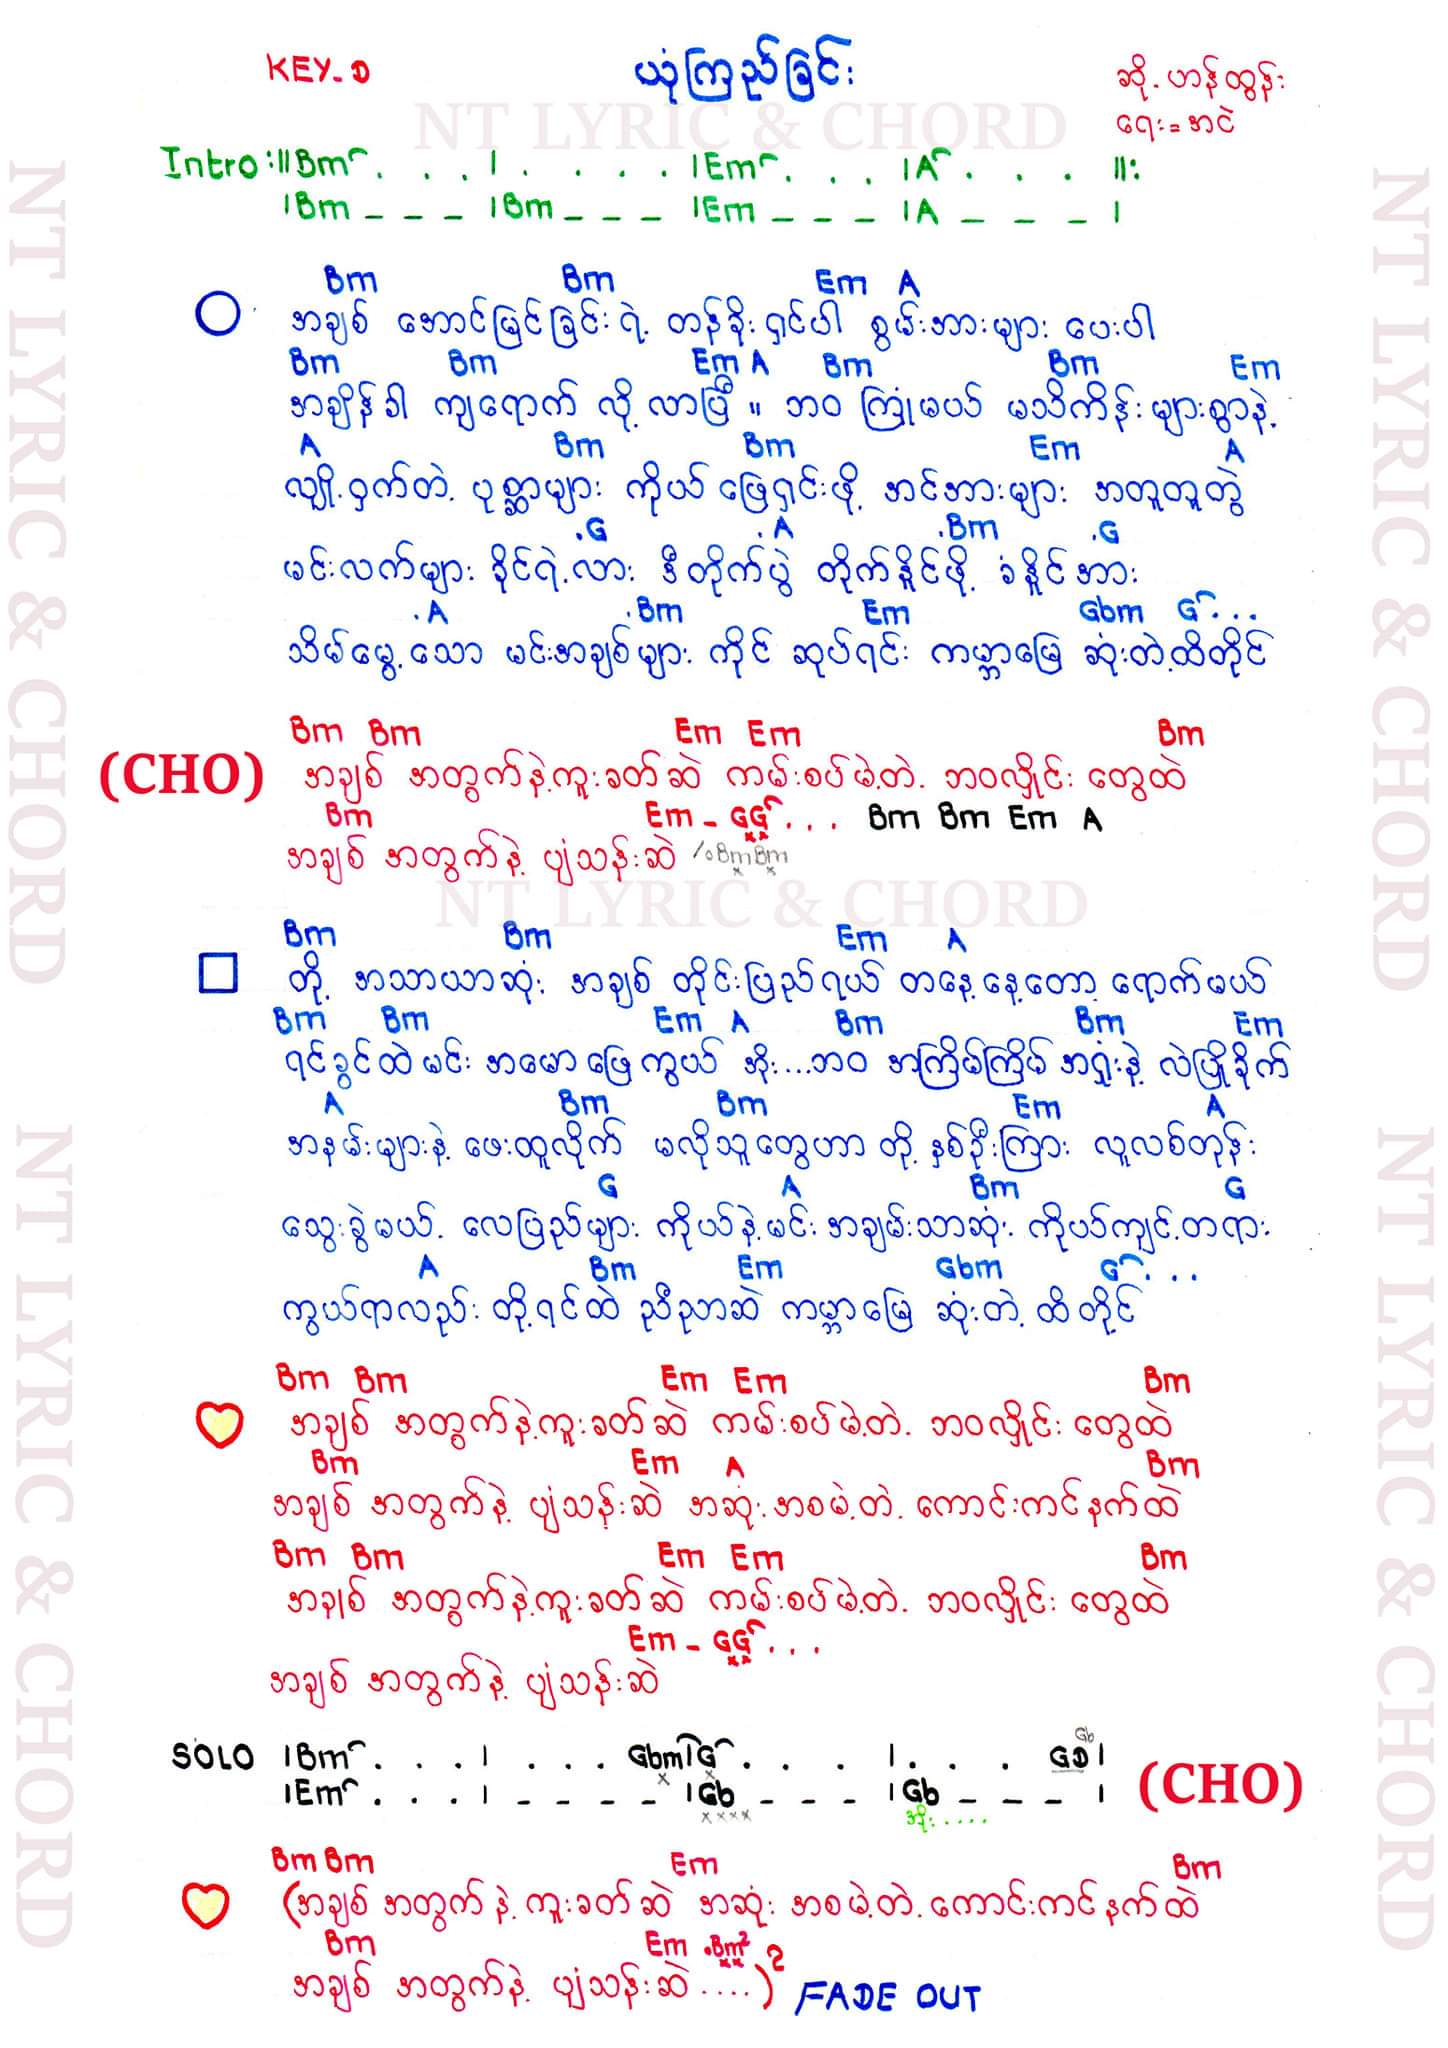 KEY-D
ယုံကြည်ခြင်း
ဆို.ဟန်ထွန်း
ရေး=အငဲ
NT LYRIC & CHORD
Intro:||Bm . . . | . . . . |Em . . . |A . . . ||:
|Bm _ _ _ |Bm _ _ _ |Em _ _ _ |A _ _ _ |
Bm Bm Em A
အချစ် အောင်မြင်ခြင်းရဲ့ တန်ခိုးရှင်ပါ စွမ်းအားများ ပေးပါ
Bm Bm Em A Bm Bm Em
အချိန်ခါ ကျရောက် လို့လာပြီ ။ ဘဝ ကြုံမယ် မသိကိန်းများစွာနဲ့
A Bm Bm Em A
လျှို့ဝှက်တဲ့ ပုစ္ဆာများ ကိုယ် ဖြေရှင်းဖို့ အင်အားများ အတူတူတွဲ
.G .A .Bm .G
မင်းလက်များ ခိုင်ရဲ့လား ဒီတိုက်ပွဲ တိုက်နိူင်ဖို့ ခံနိူင်အား
.A .Bm Em Gbm G...
သိမ်မွေ့သော မင်းအချစ်များ ကိုင် ဆုပ်ရင်း ကမ္ဘာမြေ ဆုံးတဲ့ထိတိုင်
Bm Bm Em Em Bm
(CHO) အချစ် အတွက်နဲ့ကူးခတ်ဆဲ ကမ်းစပ်မဲ့တဲ့ ဘဝလှိုင်း တွေထဲ
Bm Em - GG... Bm Bm Em A
အချစ် အတွက်နဲ့ ပျံသန်းဆဲ BmBm
NT LYRIC & CHORD
Bm Bm Em A
တို့ အသာယာဆုံး အချစ် တိုင်းပြည်ရယ် တနေ့နေ့တော့ ရောက်မယ်
Bm Bm Em A Bm Bm Em
ရင်ခွင်ထဲမင်း အမောဖြေကွယ် အိုး...ဘဝ အကြိမ်ကြိမ် အရှုံးနဲ့ လဲပြိုခိုက်
A Bm Bm Em A
အနမ်းများနဲ့ ဖေးထူလိုက် မလိုသူတွေဟာ တို့ နှစ်ဦးကြား လူလစ်တုန်း
G A Bm G
သွေးခွဲမယ့် လေပြည်များ ကိုယ်နဲ့မင်း အချမ်းသာဆုံး ကိုယ်ကျင့်တရား
A Bm Em Gbm G...
ကွယ်ရာလည်း တို့ရင်ထဲ ညီညာဆဲ ကမ္ဘာမြေ ဆုံးတဲ့ ထိတိုင်
Bm Bm Em Em Bm
အချစ် အတွက်နဲ့ကူးခတ်ဆဲ ကမ်းစပ်မဲ့တဲ့ ဘဝလှိုင်း တွေထဲ
Bm Em A Bm
အချစ် အတွက်နဲ့ ပျံသန်းဆဲ အဆုံးအစမဲ့တဲ့ ကောင်းကင်နက်ထဲ
Bm Bm Em Em Bm
အချစ် အတွက်နဲ့ကူးခတ်ဆဲ ကမ်းစပ်မဲ့တဲ့ ဘဝလှိုင်း တွေထဲ
Em - GG...
အချစ် အတွက်နဲ့ ပျံသန်းဆဲ
SOLO |Bm . . . | . . . Gbm|G . . . | . . . GD Gb|
|Em . . . | _ _ _ _ |Gb _ _ _ |Gb _ _ _ | (CHO)
xxxx အိုး....
Bm Bm Em Bm
(အချစ် အတွက်နဲ့ ကူးခတ်ဆဲ အဆုံး အစမဲ့တဲ့ ကောင်းကင်နက်ထဲ
Bm Em .Bm²
အချစ် အတွက်နဲ့ ပျံသန်းဆဲ ....)² FADE OUT
NT LYRIC & CHORD
NT LYRIC & CHORD
NT LYRIC & CHORD
NT LYRIC & CHORD